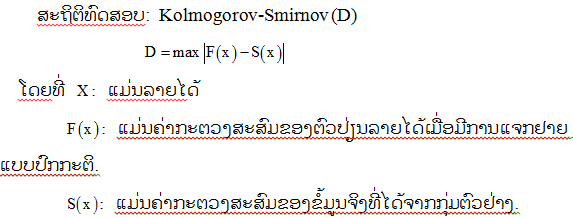 ສະຖິຕິທົດສອບ: Kolmogorov-Smirnov (D)
D = max |F(x) − S(x)|
ໂດຍທີ່ X : ແມ່ນລາຍໄດ້
F(x): ແມ່ນຄ່າກະຕວງສະສົມຂອງຕົວປ່ຽນລາຍໄດ້ເມື່ອມີການແຈກຢາຍ
ແບບປົກກະຕິ.
S(x): ແມ່ນຄ່າກະຕວງສະສົມຂອງຂໍ້ມູນຈິງທີ່ໄດ້ຈາກກຸ່ມຕົວຢ່າງ.